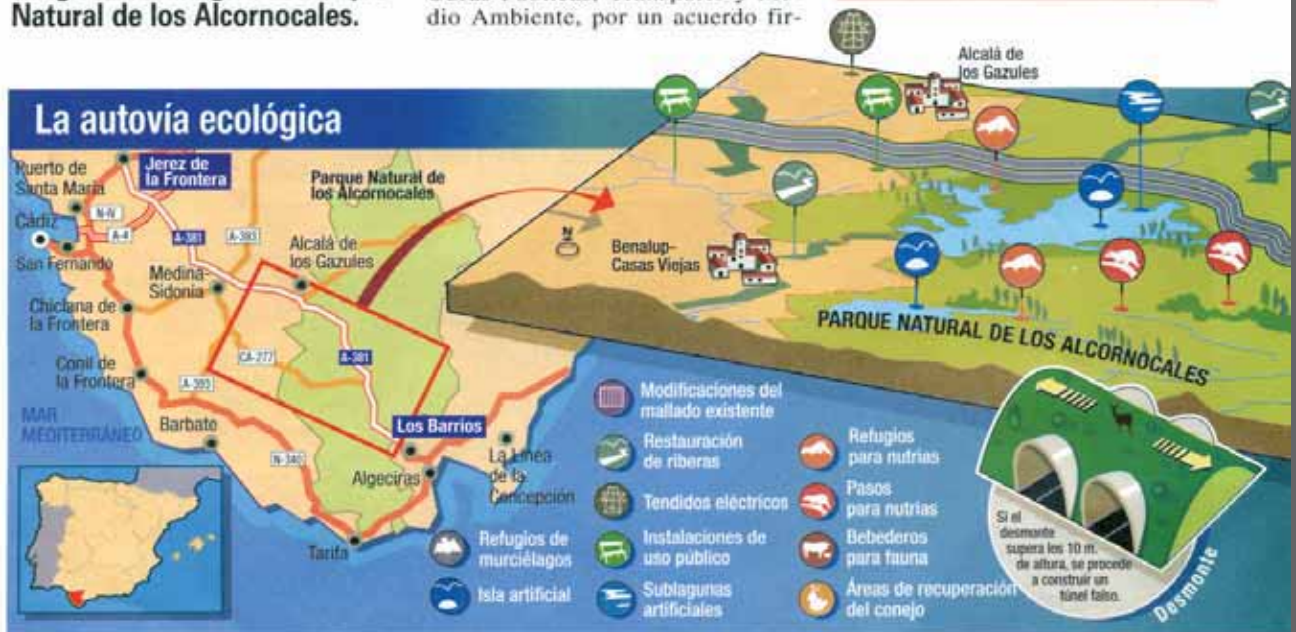 Natural de los Alcornocales.
dio Ambiente, por un acuerdo fir-
La autovía ecológica
Puerto de
Santa María
Jerez de
la Frontera
Parque Natural de
los Alcornocales
Cádiz
N-IV
A-4
A-381
A-393
San Fernando
Medina-
Sidonia
Alcalá de
los Gazules
Chiclana de
la Frontera
CA-277
A-381
Conil de
la Frontera
A-393
MAR
MEDITERRÁNEO
Barbate
Los Barrios
N-340
Algeciras
La Línea
de la
Concepción
Tarifa
Alcalá de
los Gazules
N
Benalup-
Casas Viejas
PARQUE NATURAL DE LOS ALCORNOCALES
Refugios de
murciélagos
Isla artificial
Modificaciones del
mallado existente
Restauración
de riberas
Tendidos eléctricos
Instalaciones de
uso público
Sublagunas
artificiales
Refugios
para nutrias
Pasos
para nutrias
Bebederos
para fauna
Áreas de recuperación
del conejo
Si el
desmonte
supera los 10 m.
de altura, se procede
a construir un
túnel falso.
Desmonte